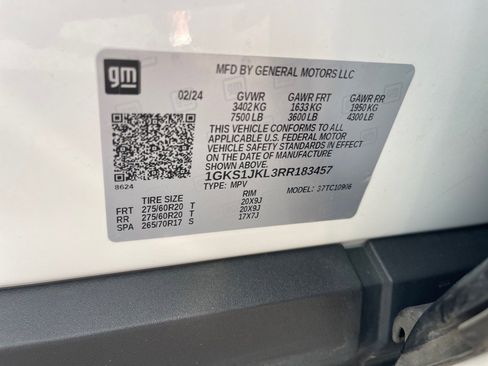 gm
MFD BY GENERAL MOTORS LLC
02/24 GVWR GAWR FRT GAWR RR
3402 KG 1633 KG 1950 KG
7500 LB 3600 LB 4300 LB
THIS VEHICLE CONFORMS TO ALL
APPLICABLE U.S. FEDERAL MOTOR
VEHICLE SAFETY STANDARDS IN EFFECT
ON THE DATE OF MANUFACTURE
SHOWN ABOVE.
1GKS1JKL3RR183457
8624
TYPE: MPV MODEL: 37TC10906
TIRE SIZE RIM
FRT 275/60R20 T 20X9J
RR 275/60R20 T 20X9J
SPA 265/70R17 S 17X7J